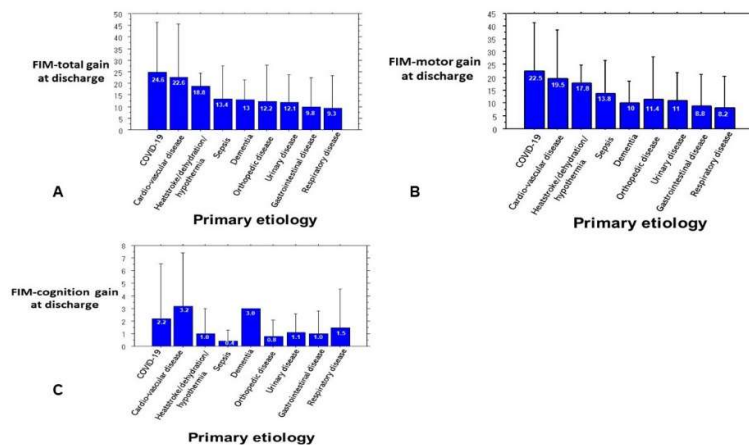 FIM-total gain
at discharge
50
45
40
35
30
25
20
15
10
5
0
24.6
22.6
18.8
13.4
13
12.2
12.1
9.8
9.3
COVID-19
Cardio-vascular disease
Heatstroke/dehydration/
hypothermia
Sepsis
Dementia
Orthopedic disease
Urinary disease
Gastrointestinal disease
Respiratory disease
A
Primary etiology
FIM-motor gain
at discharge
45
40
35
30
25
20
15
10
5
0
22.5
19.5
17.8
13.8
10
11.4
11
8.8
8.2
COVID-19
Cardio-vascular disease
Heatstroke/dehydration/
hypothermia
Sepsis
Dementia
Orthopedic disease
Urinary disease
Gastrointestinal disease
Respiratory disease
B
Primary etiology
FIM-cognition gain
at discharge
8
7
6
5
4
3
2
1
0
2.2
3.2
1.0
0.4
3.0
0.8
1.1
1.0
1.5
COVID-19
Cardio-vascular disease
Heatstroke/dehydration/
hypothermia
Sepsis
Dementia
Orthopedic disease
Urinary disease
Gastrointestinal disease
Respiratory disease
C
Primary etiology